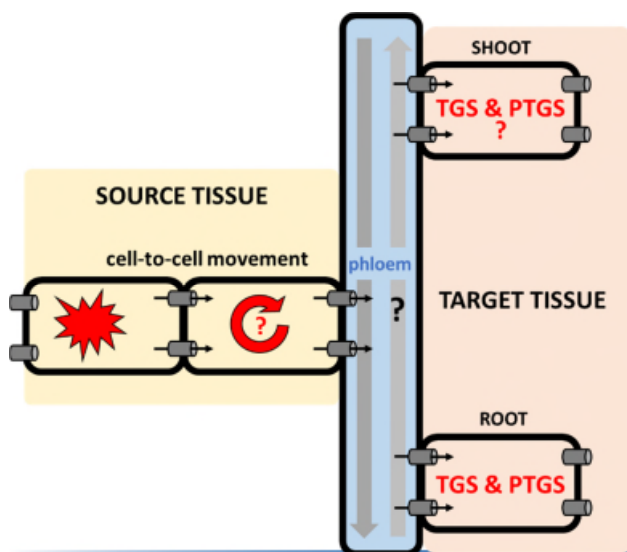 SHOOT
TGS & PTGS
?
SOURCE TISSUE
cell-to-cell movement
phloem
?
?
TARGET TISSUE
ROOT
TGS & PTGS